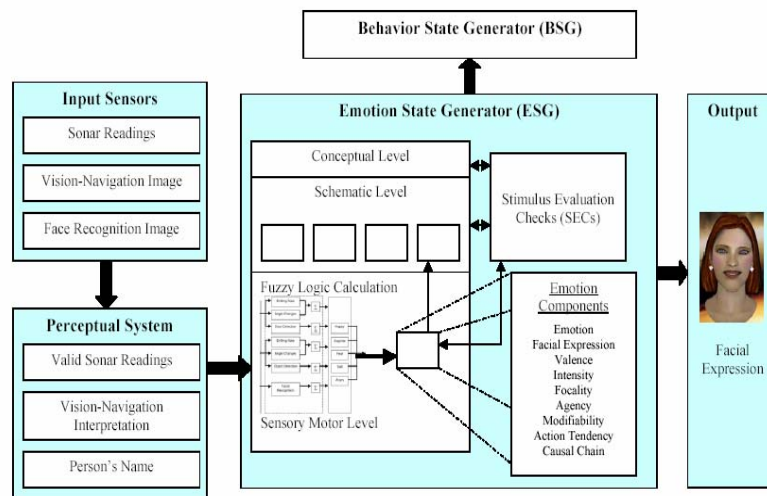 Behavior State Generator (BSG)
Input Sensors
Sonar Readings
Vision-Navigation Image
Face Recognition Image
Perceptual System
Valid Sonar Readings
Vision-Navigation
Interpretation
Person's Name
Emotion State Generator (ESG)
Conceptual Level
Schematic Level
Stimulus Evaluation
Checks (SECs)
Fuzzy Logic Calculation
Sensory Motor Level
Emotion
Components
Emotion
Facial Expression
Valence
Intensity
Focality
Agency
Modifiability
Action Tendency
Causal Chain
Output
Facial
Expression